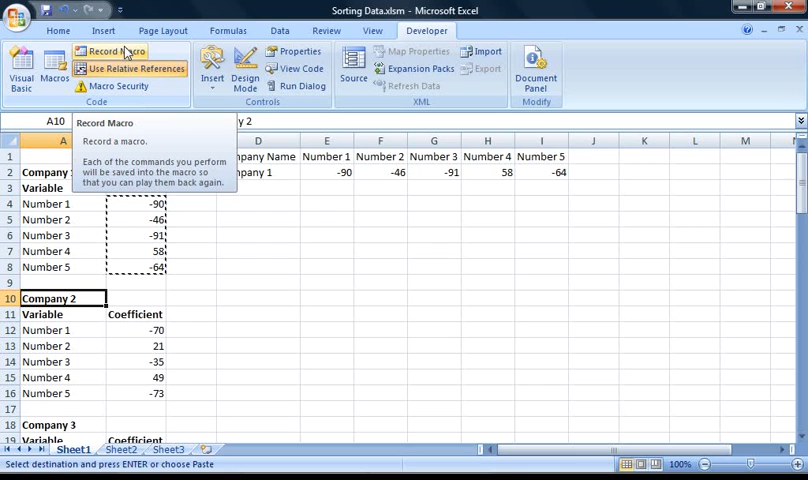 Sorting Data.xlsm - Microsoft Excel
Home Insert Page Layout Formulas Data Review View Developer
Visual Basic
Macros
Record Macro
Use Relative References
Macro Security
Code
Insert
Design Mode
Properties
View Code
Run Dialog
Controls
Source
Map Properties
Expansion Packs
Refresh Data
Import
Export
XML
Document Panel
Modify
A10
y 2
Record Macro
Record a macro.
Each of the commands you perform
will be saved into the macro so
that you can play them back again.
A D E F G H I J K L M
1 mpany Name Number 1 Number 2 Number 3 Number 4 Number 5
2 Company mpany 1 -90 -46 -91 58 -64
3 Variable
4 Number 1 -90
5 Number 2 -46
6 Number 3 -91
7 Number 4 58
8 Number 5 -64
9
10 Company 2
11 Variable Coefficient
12 Number 1 -70
13 Number 2 21
14 Number 3 -35
15 Number 4 49
16 Number 5 -73
17
18 Company 3
19 Variable Coefficient
Sheet1 Sheet2 Sheet3
Select destination and press ENTER or choose Paste
100%